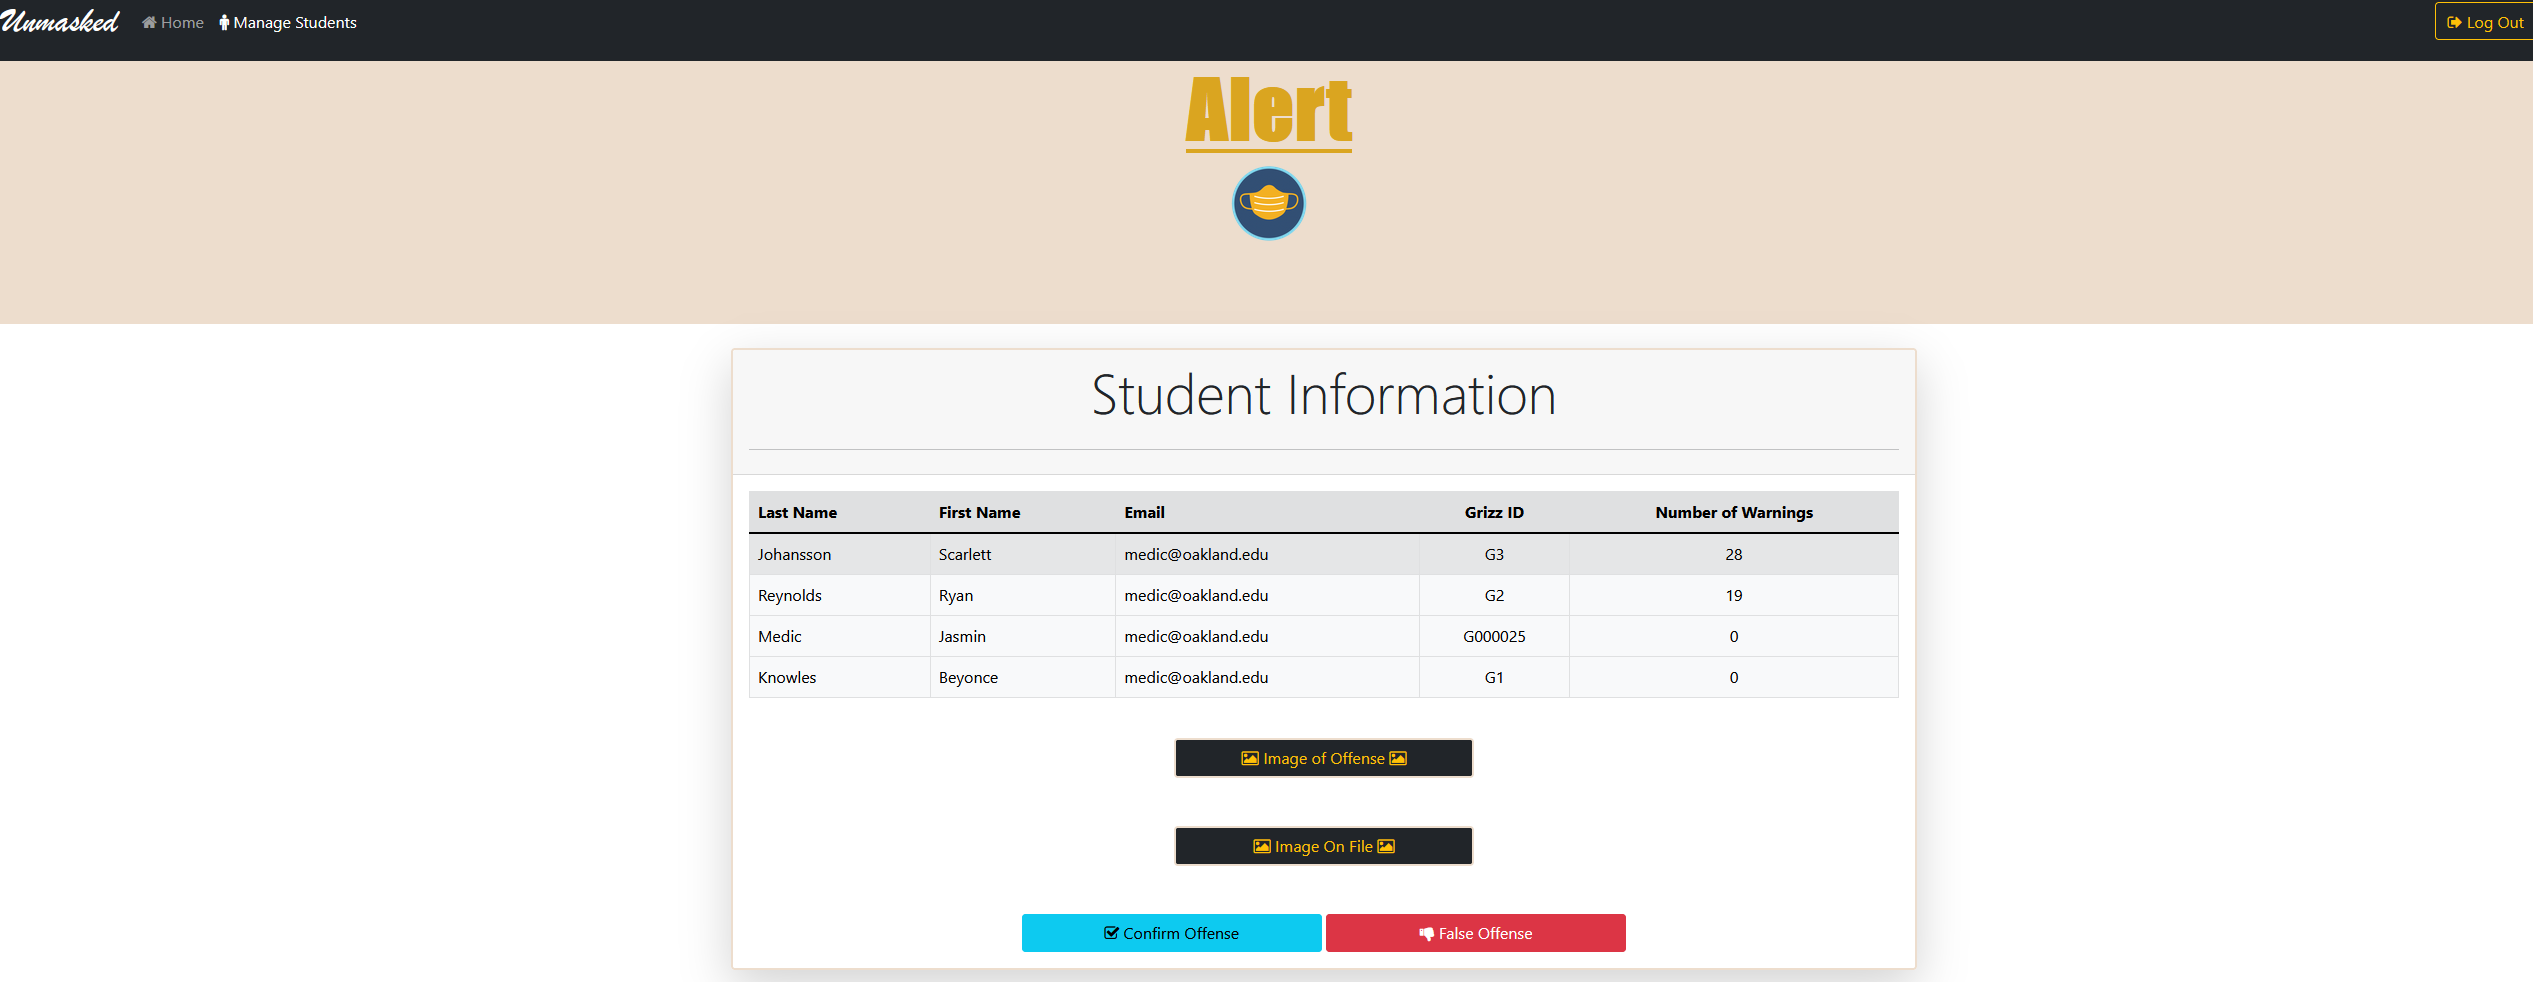 Unmasked Home Manage Students Log Out
Alert
Student Information
Last Name First Name Email Grizz ID Number of Warnings
Johansson Scarlett medic@oakland.edu G3 28
Reynolds Ryan medic@oakland.edu G2 19
Medic Jasmin medic@oakland.edu G000025 0
Knowles Beyonce medic@oakland.edu G1 0
Image of Offense
Image On File
Confirm Offense False Offense